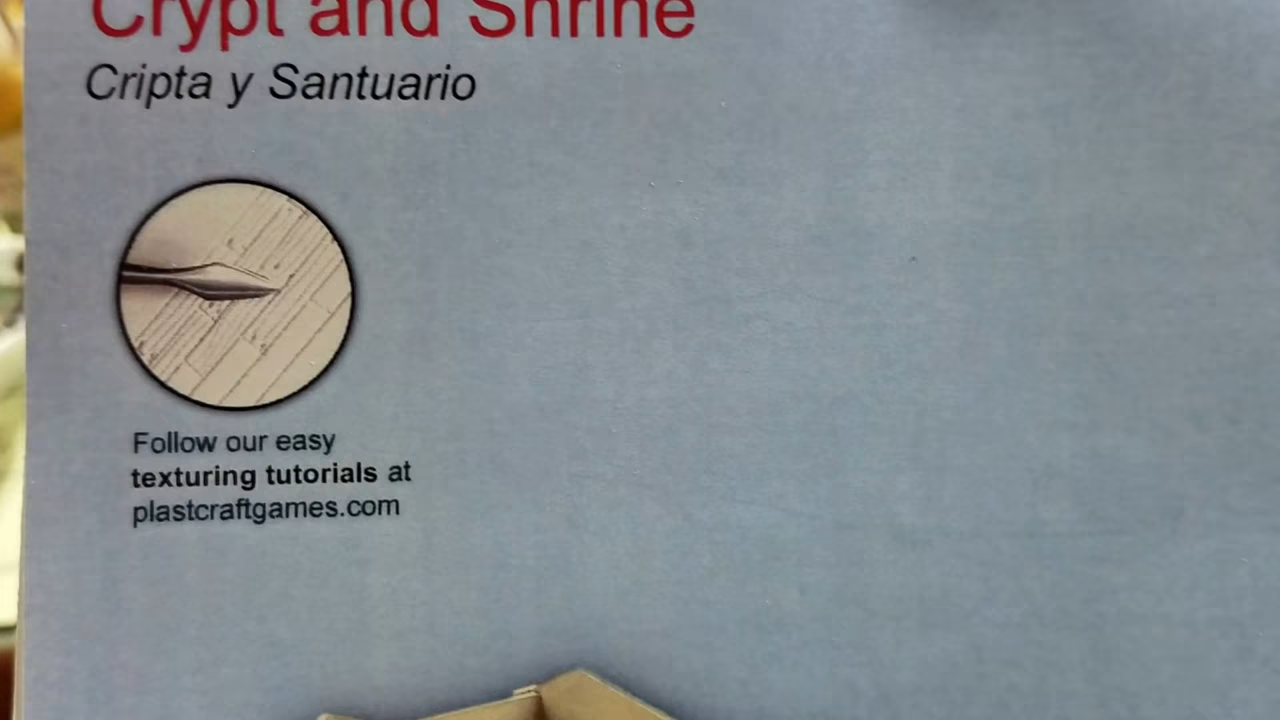 Crypt and Shrine
Cripta y Santuario
Follow our easy
texturing tutorials at
plastcraftgames.com